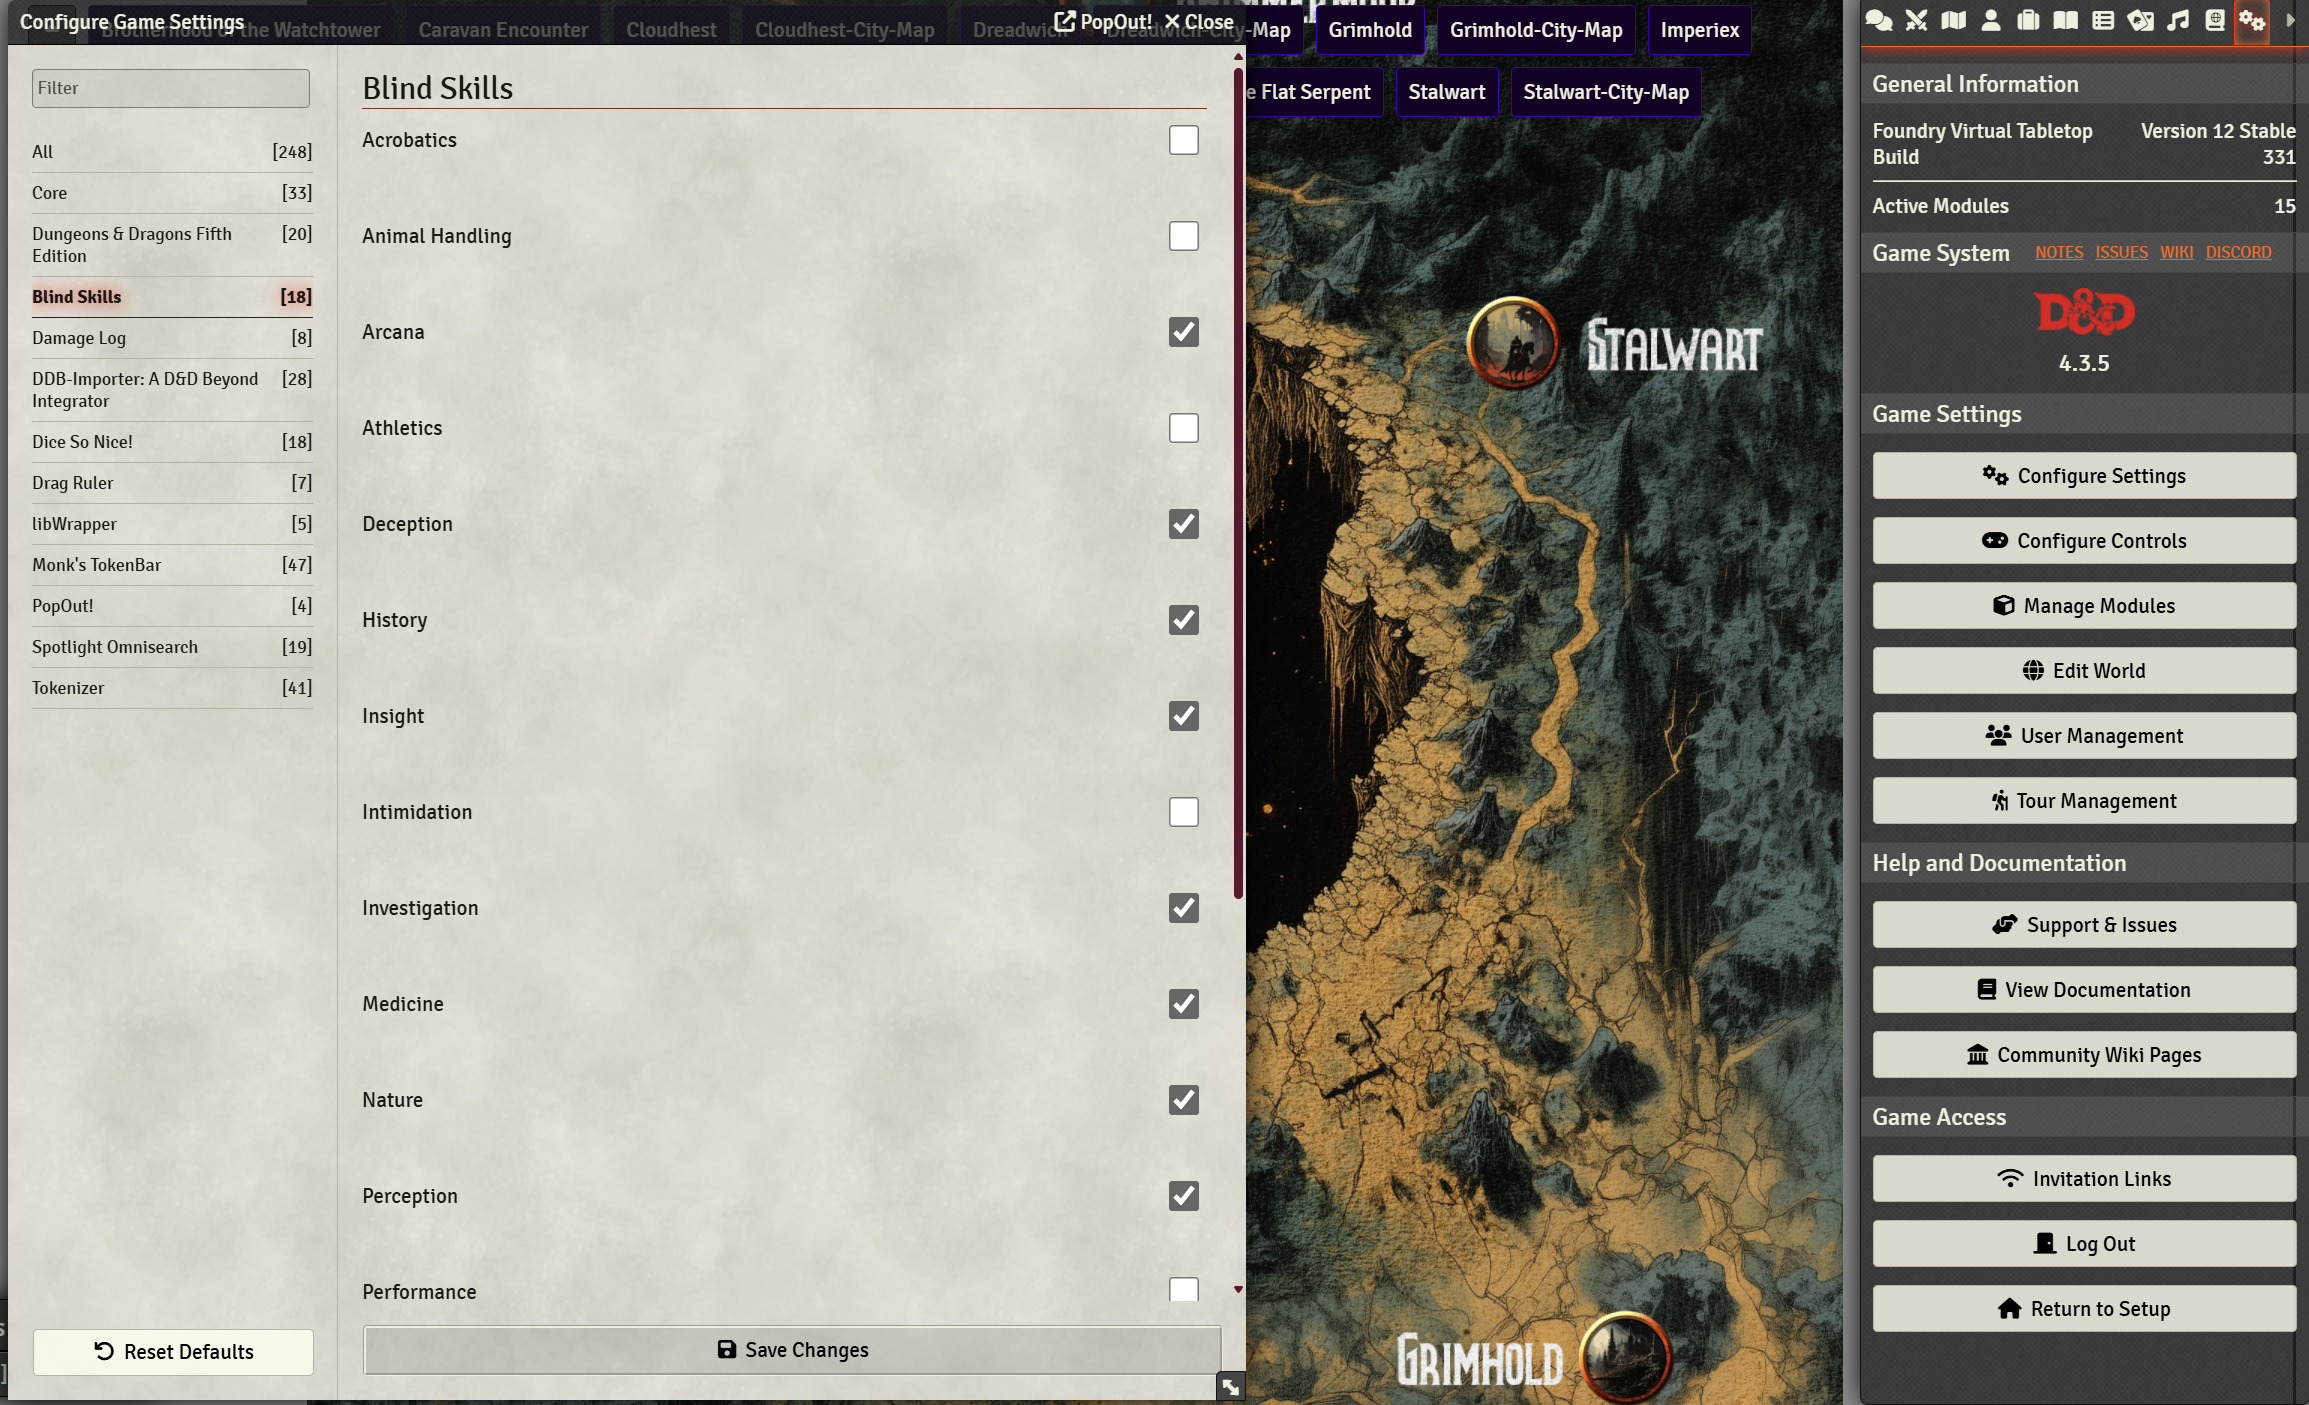 Configure Game Settings
PopOut!
Close
Brotherhood of the Watchtower
Caravan Encounter
Cloudhest
Cloudhest-City-Map
Dreadwich
Dreadwich-City-Map
Grimhold
Grimhold-City-Map
Imperiex
e Flat Serpent
Stalwart
Stalwart-City-Map
Filter
All [248]
Core [33]
Dungeons & Dragons Fifth [20]
Edition
Blind Skills [18]
Damage Log [8]
DDB-Importer: A D&D Beyond [28]
Integrator
Dice So Nice! [18]
Drag Ruler [7]
libWrapper [5]
Monk's TokenBar [47]
PopOut! [4]
Spotlight Omnisearch [19]
Tokenizer [41]
Reset Defaults
Blind Skills
Acrobatics
Animal Handling
Arcana
Athletics
Deception
History
Insight
Intimidation
Investigation
Medicine
Nature
Perception
Performance
Save Changes
STALWART
GRIMHOLD
General Information
Foundry Virtual Tabletop Version 12 Stable
Build 331
Active Modules 15
Game System NOTES ISSUES WIKI DISCORD
D&D
4.3.5
Game Settings
Configure Settings
Configure Controls
Manage Modules
Edit World
User Management
Tour Management
Help and Documentation
Support & Issues
View Documentation
Community Wiki Pages
Game Access
Invitation Links
Log Out
Return to Setup